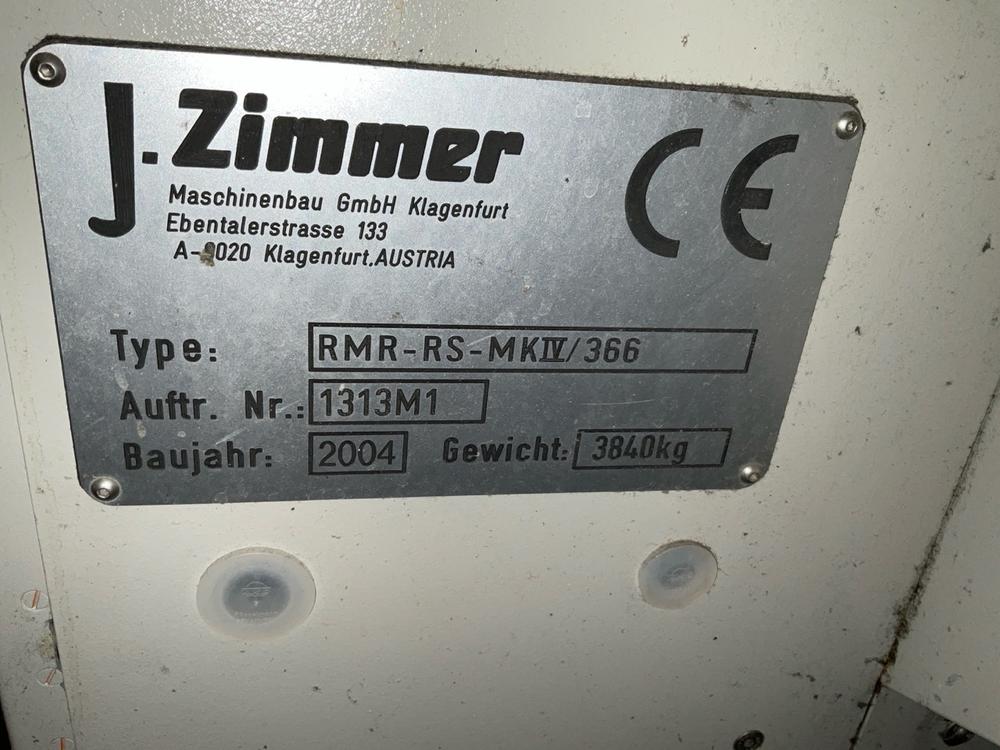 J. Zimmer
Maschinenbau GmbH Klagenfurt
Ebentalerstrasse 133
A-9020 Klagenfurt.AUSTRIA
CE
Type: RMR-RS-MKIV/366
Auftr. Nr.: 1313M1
Baujahr: 2004 Gewicht: 3840kg